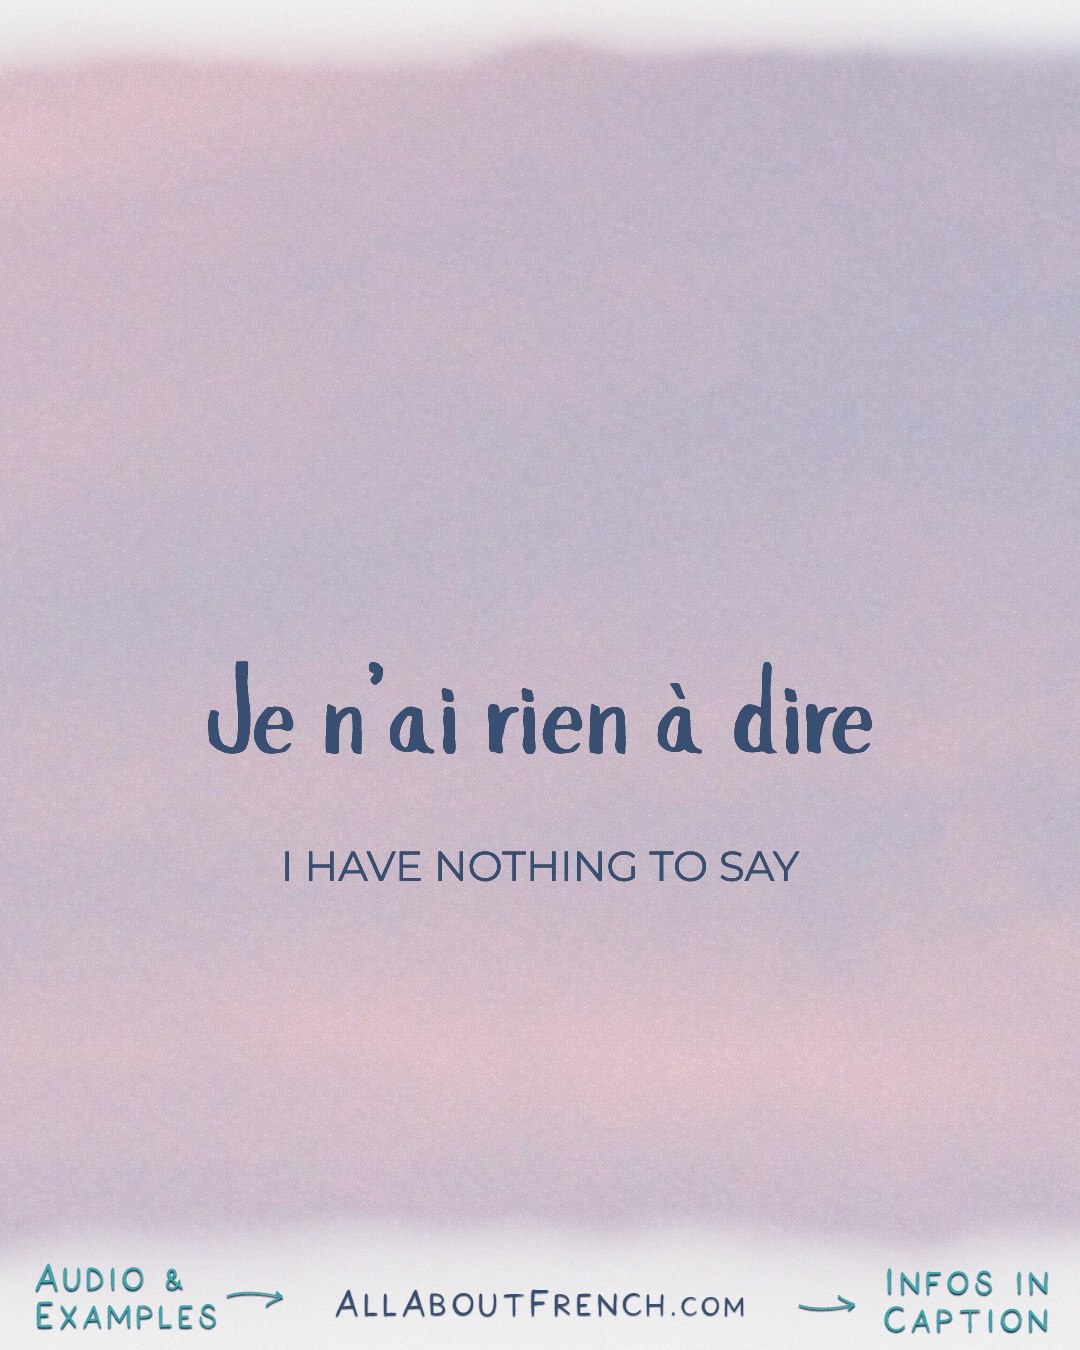 Je n'ai rien à dire
I HAVE NOTHING TO SAY
AUDIO &
EXAMPLES
ALLABOUTFRENCH.COM
INFOS IN
CAPTION